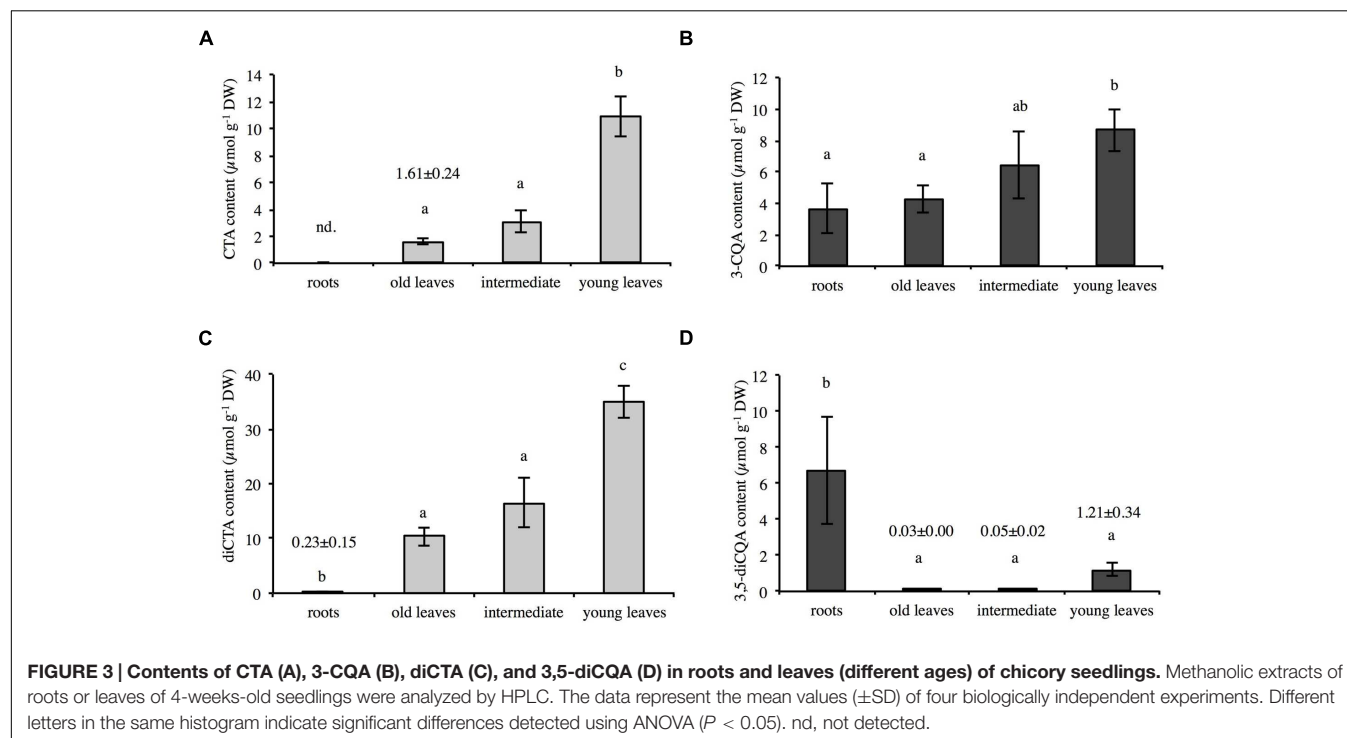 A
CTA content (µmol g⁻¹ DW)
14
12
10
8
6
4
2
0
nd.
1.61±0.24
a
a
b
roots old leaves intermediate young leaves
B
3-CQA content (µmol g⁻¹ DW)
12
10
8
6
4
2
0
a
a
ab
b
roots old leaves intermediate young leaves
C
diCTA content (µmol g⁻¹ DW)
40
30
20
10
0
0.23±0.15
b
a
a
c
roots old leaves intermediate young leaves
D
3,5-diCQA content (µmol g⁻¹ DW)
12
10
8
6
4
2
0
b
0.03±0.00
a
0.05±0.02
a
1.21±0.34
a
roots old leaves intermediate young leaves
FIGURE 3 | Contents of CTA (A), 3-CQA (B), diCTA (C), and 3,5-diCQA (D) in roots and leaves (different ages) of chicory seedlings. Methanolic extracts of
roots or leaves of 4-weeks-old seedlings were analyzed by HPLC. The data represent the mean values (±SD) of four biologically independent experiments. Different
letters in the same histogram indicate significant differences detected using ANOVA (P < 0.05). nd, not detected.